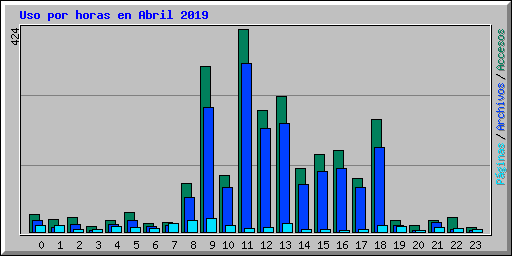 Uso por horas en Abril 2019
424
Páginas / Archivos / Accesos
0 1 2 3 4 5 6 7 8 9 10 11 12 13 14 15 16 17 18 19 20 21 22 23